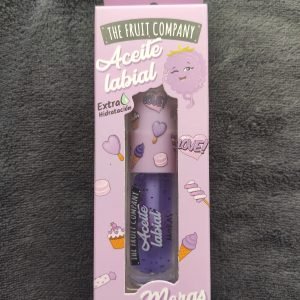 THE FRUIT COMPANY
Aceite
labial
Extra
Hidratación
LOVE!
THE FRUIT COMPANY
Aceite
labial
Moras